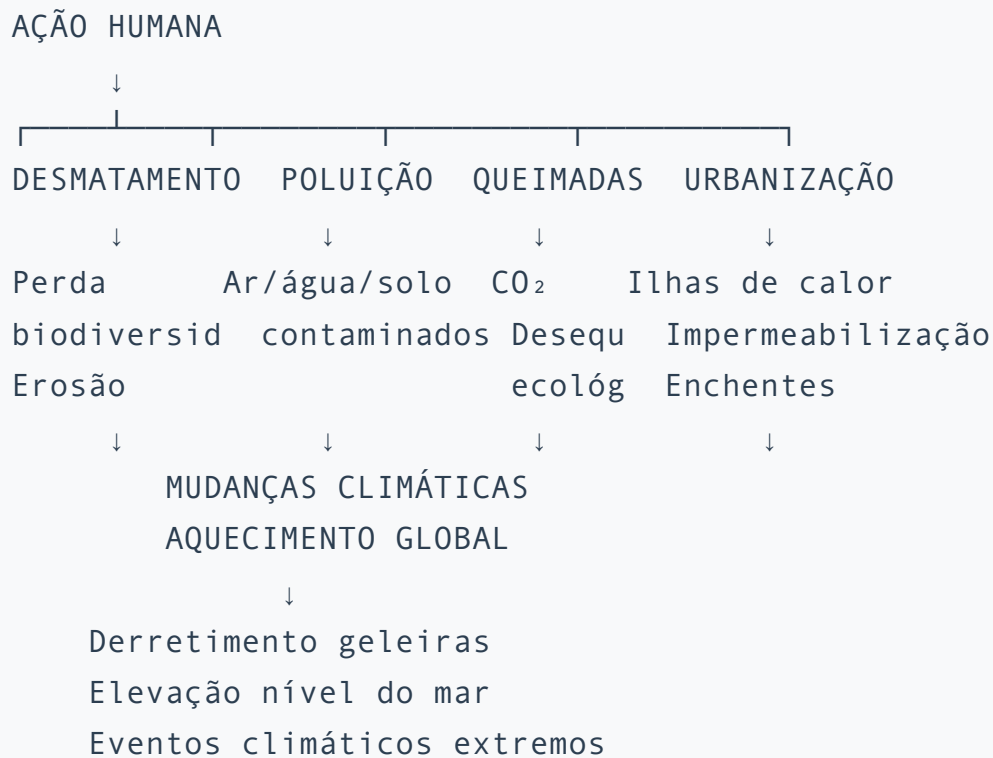 AÇÃO HUMANA
↓
┌────┴────┬────────┬─────────┬──────────┐
DESMATAMENTO  POLUIÇÃO  QUEIMADAS  URBANIZAÇÃO
↓ ↓ ↓ ↓
Perda      Ar/água/solo  CO₂    Ilhas de calor
biodiversid  contaminados Desequ  Impermeabilização
Erosão                    ecológ  Enchentes
↓ ↓ ↓ ↓
MUDANÇAS CLIMÁTICAS
AQUECIMENTO GLOBAL
↓
Derretimento geleiras
Elevação nível do mar
Eventos climáticos extremos